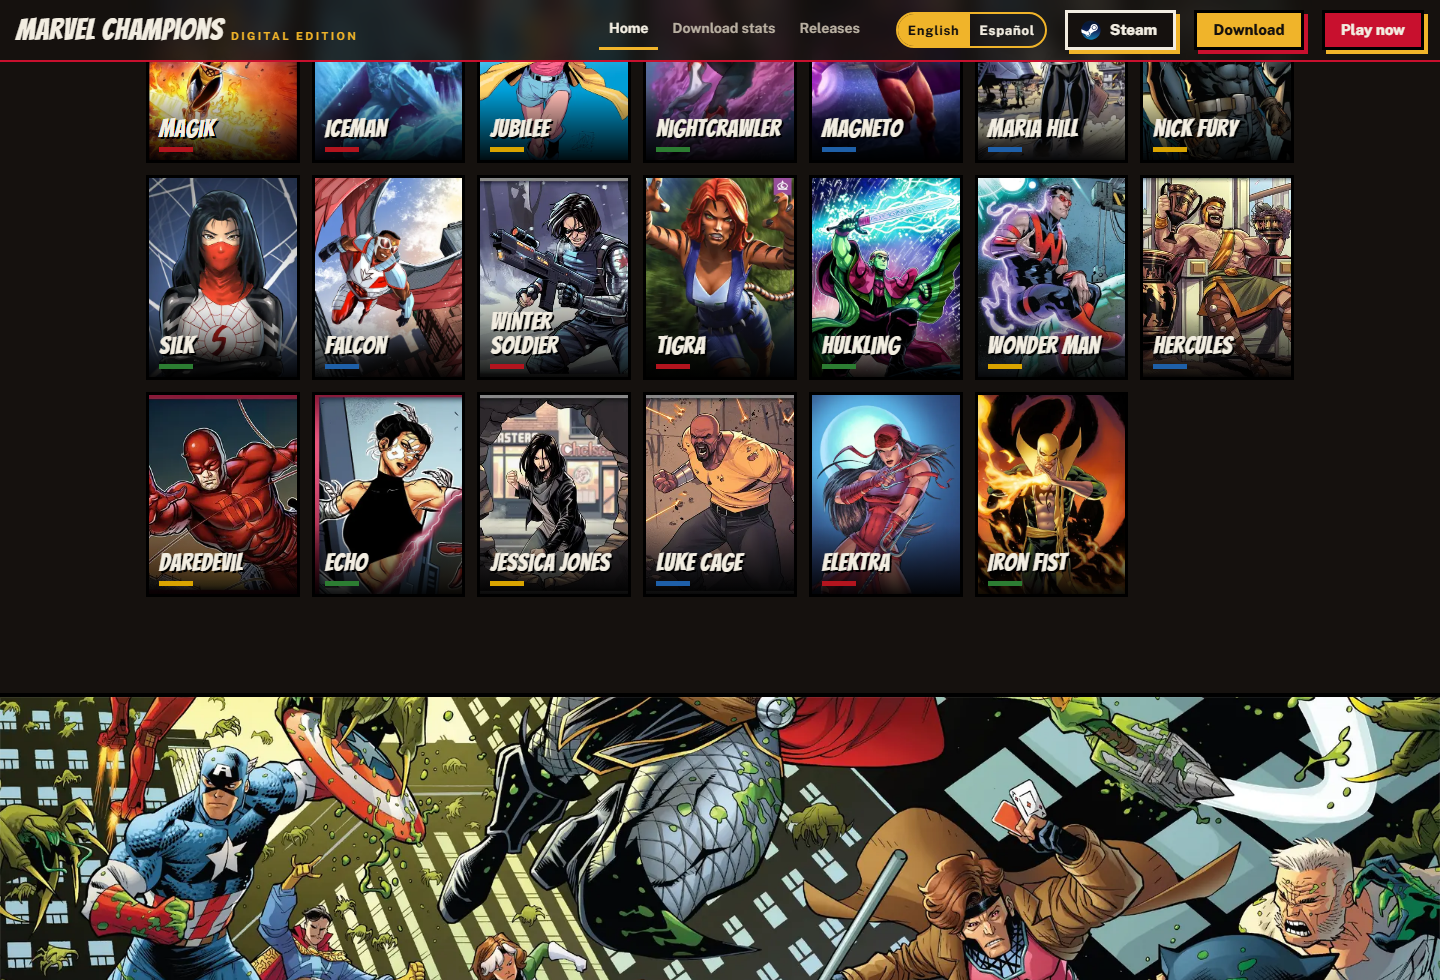 MARVEL CHAMPIONS DIGITAL EDITION
Home Download stats Releases English Español Steam Download Play now
MAGIK ICEMAN JUBILEE NIGHTCRAWLER MAGNETO MARIA HILL NICK FURY
SILK FALCON WINTER SOLDIER TIGRA HULKLING WONDER MAN HERCULES
ASTER
Chelse
DAREDEVIL ECHO JESSICA JONES LUKE CAGE ELEKTRA IRON FIST